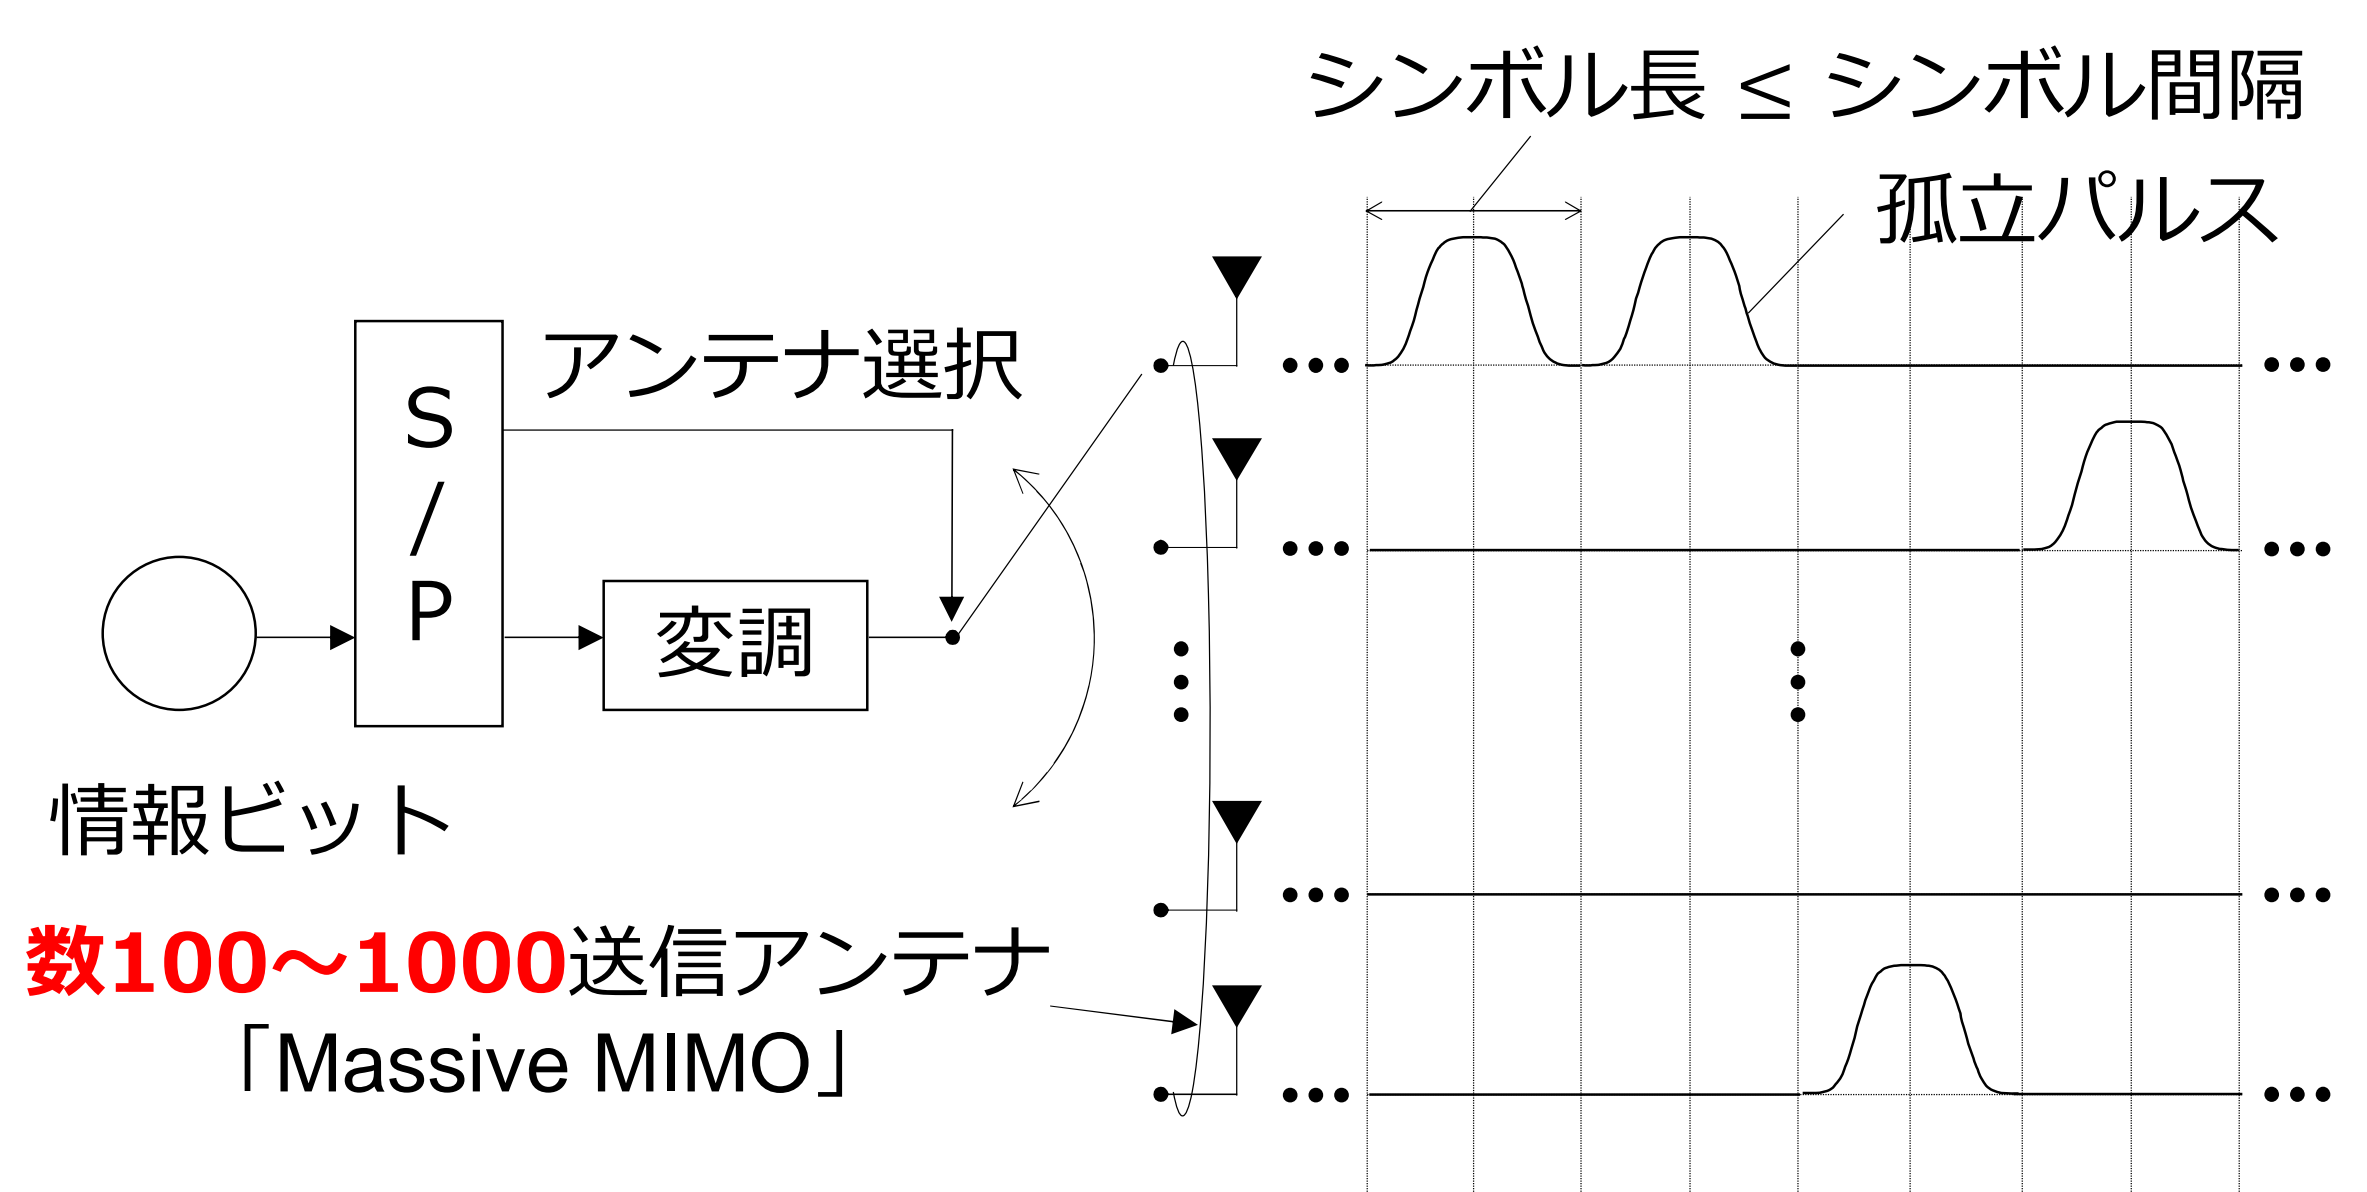 シンボル長 ≤ シンボル間隔
孤立パルス
アンテナ選択
S
/
P
変調
情報ビット
数100～1000送信アンテナ
「Massive MIMO」